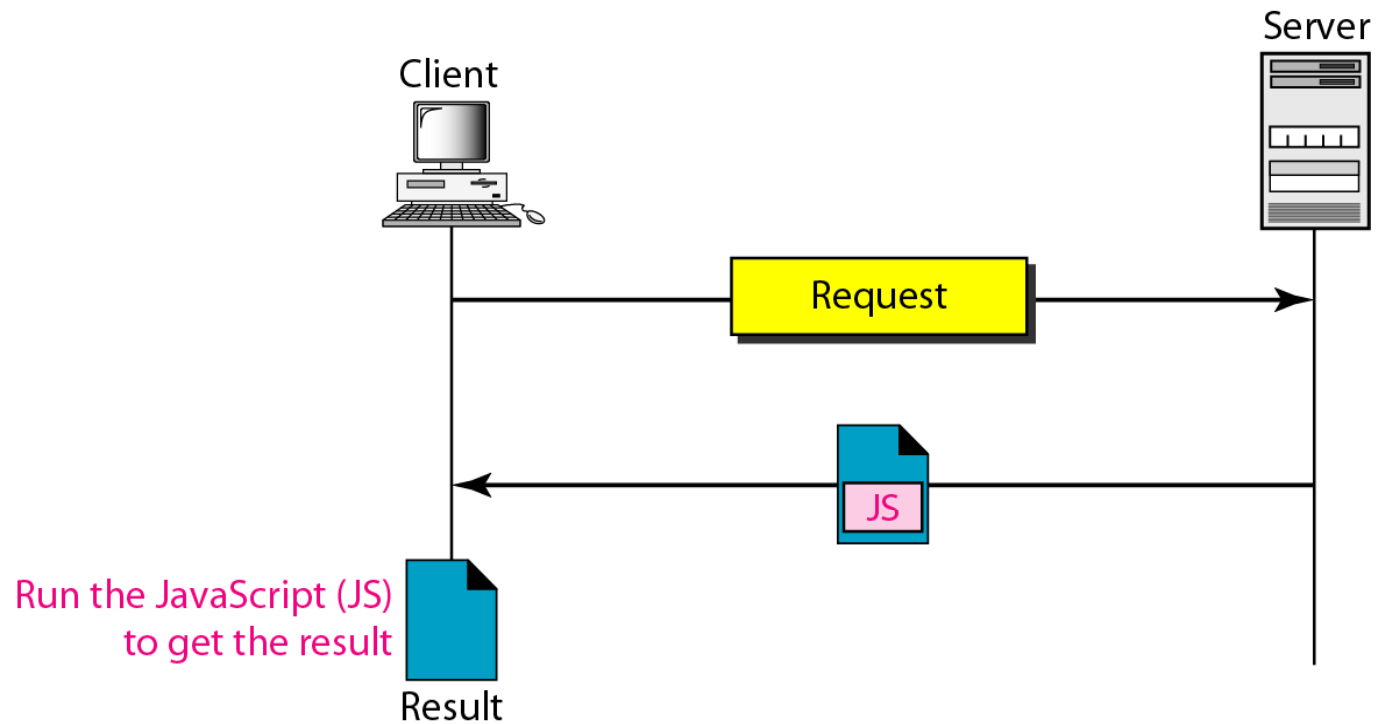 Server
Client
Request
JS
Run the JavaScript (JS)
to get the result
Result